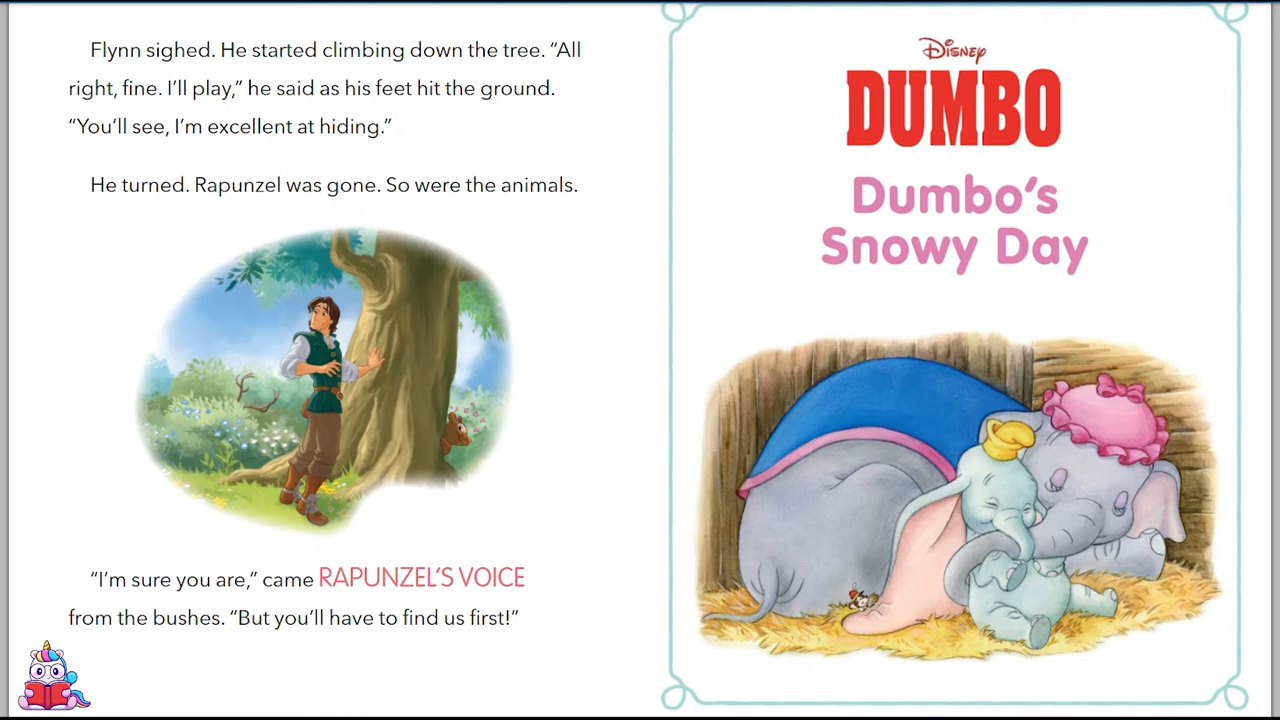 Flynn sighed. He started climbing down the tree. “All
right, fine. I’ll play,” he said as his feet hit the ground.
“You’ll see, I’m excellent at hiding.”
He turned. Rapunzel was gone. So were the animals.
“I’m sure you are,” came RAPUNZEL’S VOICE
from the bushes. “But you’ll have to find us first!”
Disney
DUMBO
Dumbo’s
Snowy Day